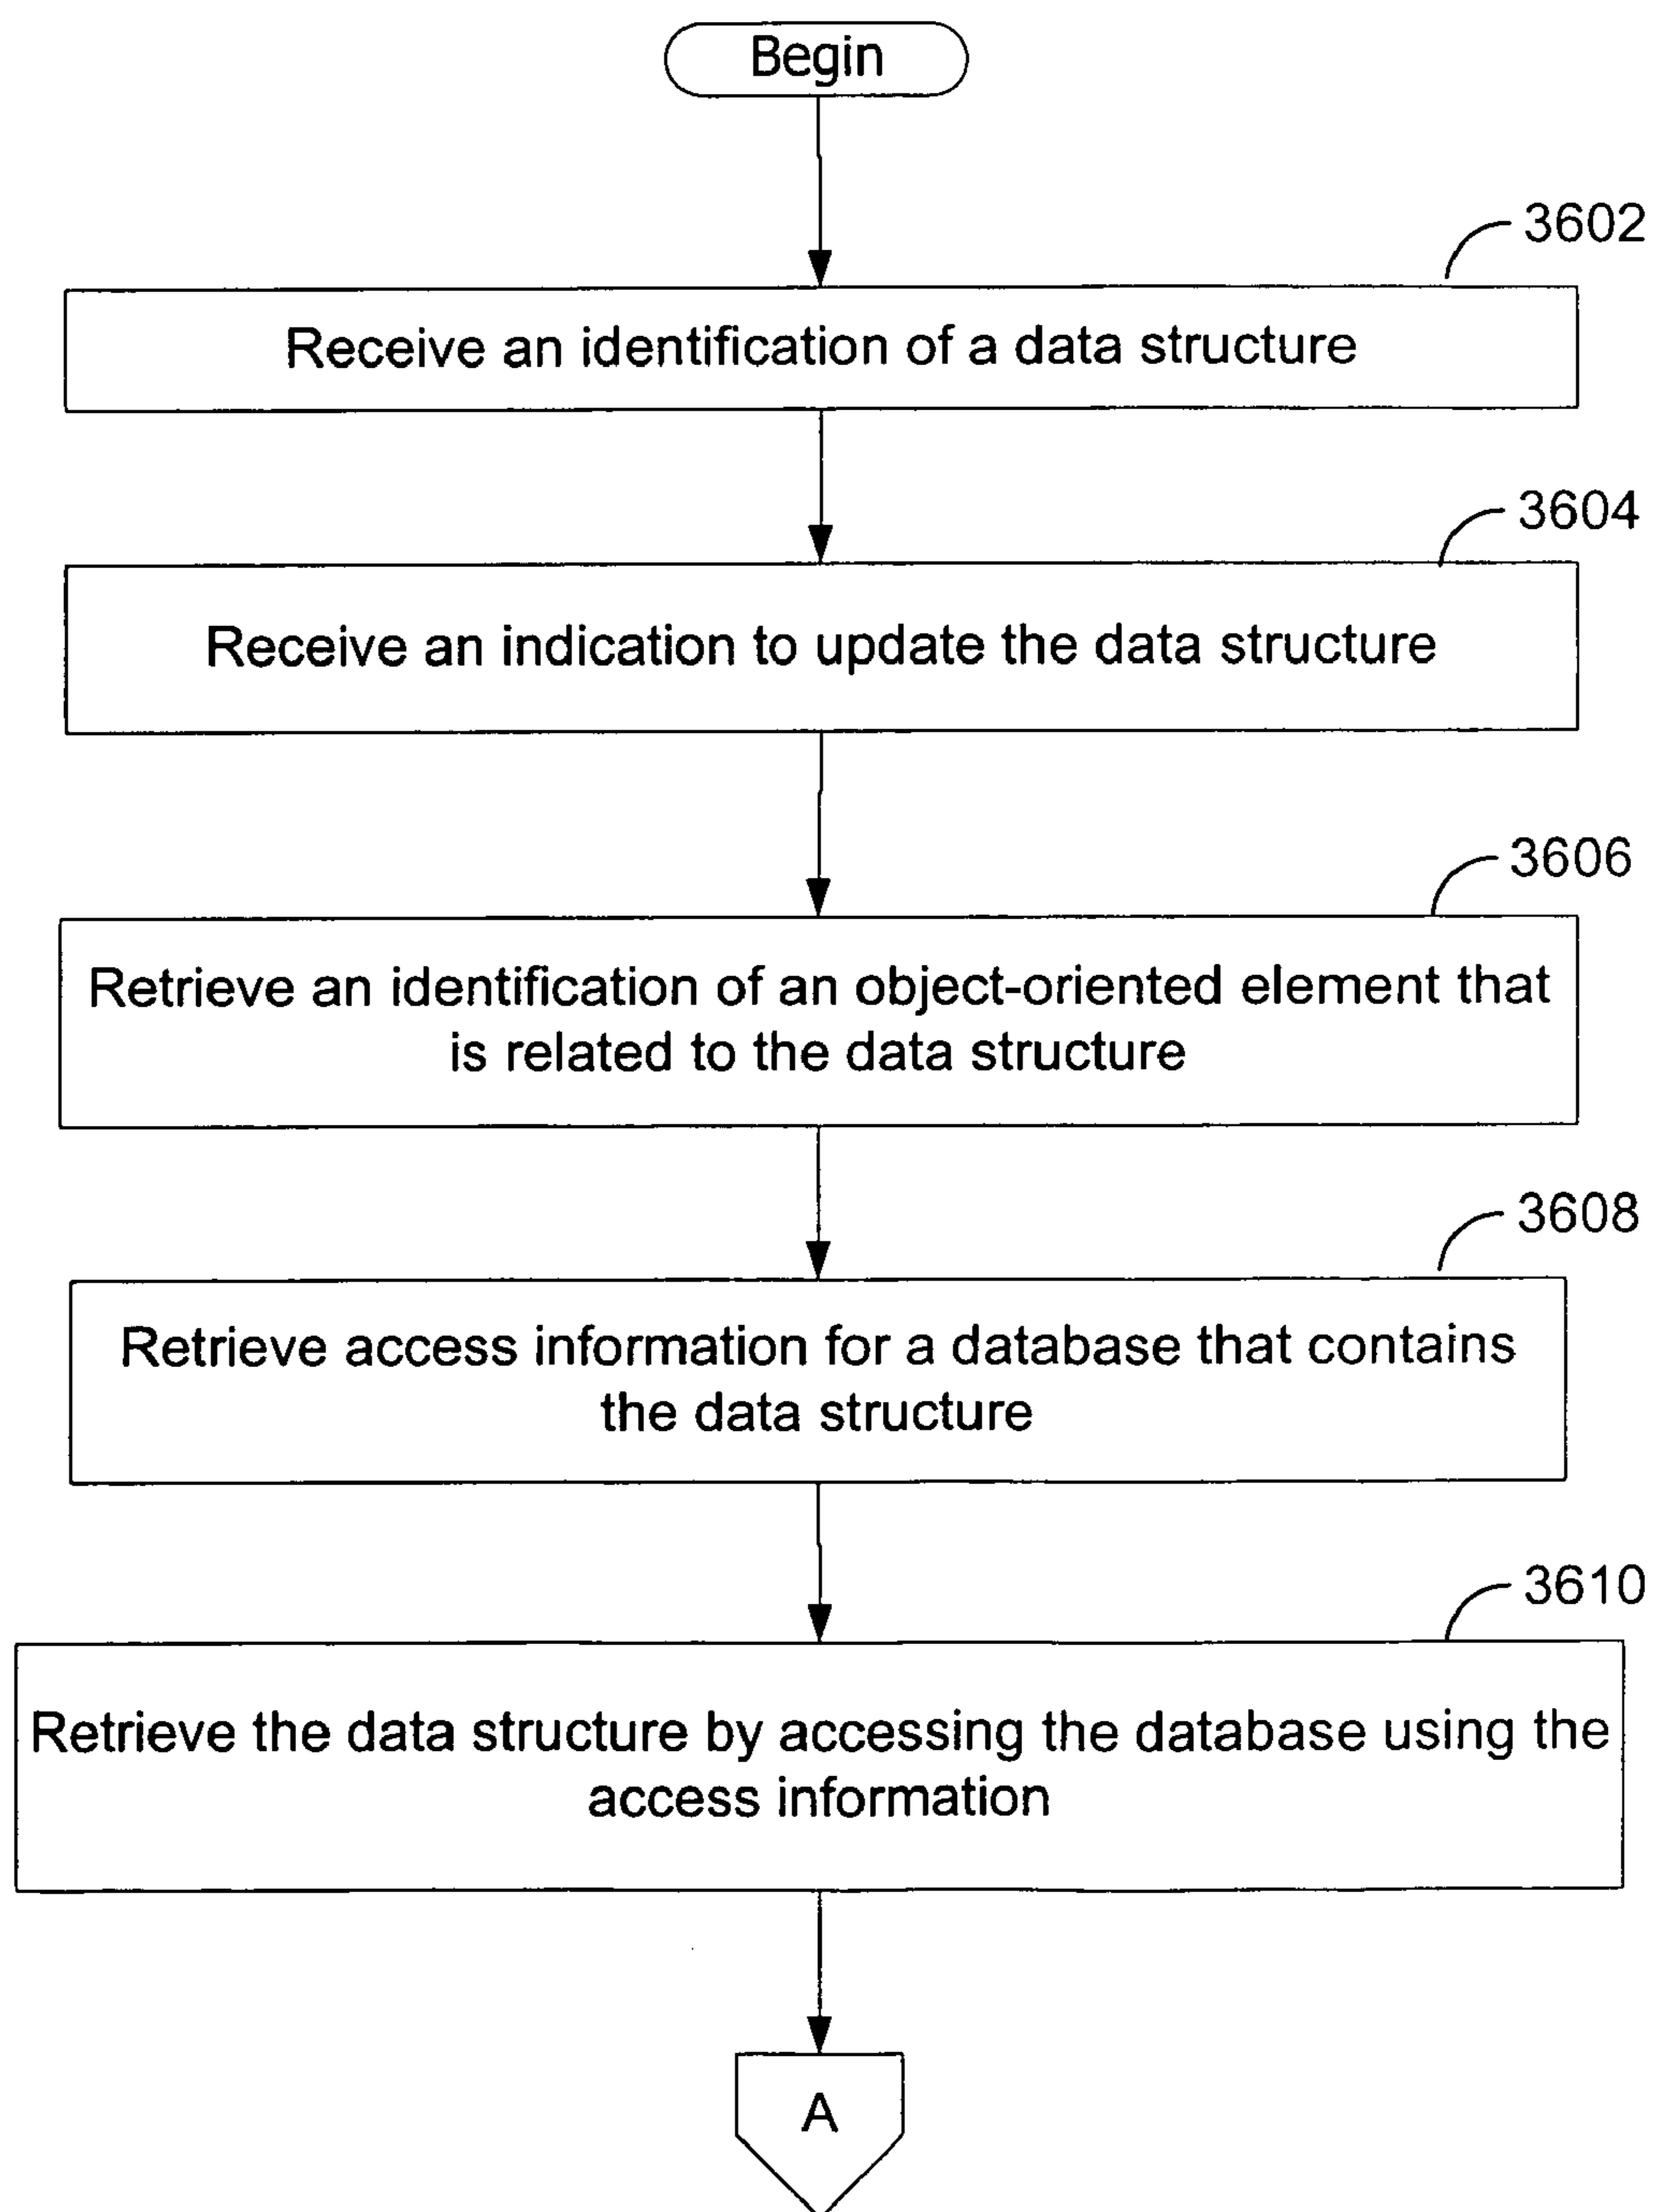 Begin
3602
Receive an identification of a data structure
3604
Receive an indication to update the data structure
3606
Retrieve an identification of an object-oriented element that
is related to the data structure
3608
Retrieve access information for a database that contains
the data structure
3610
Retrieve the data structure by accessing the database using the
access information
A